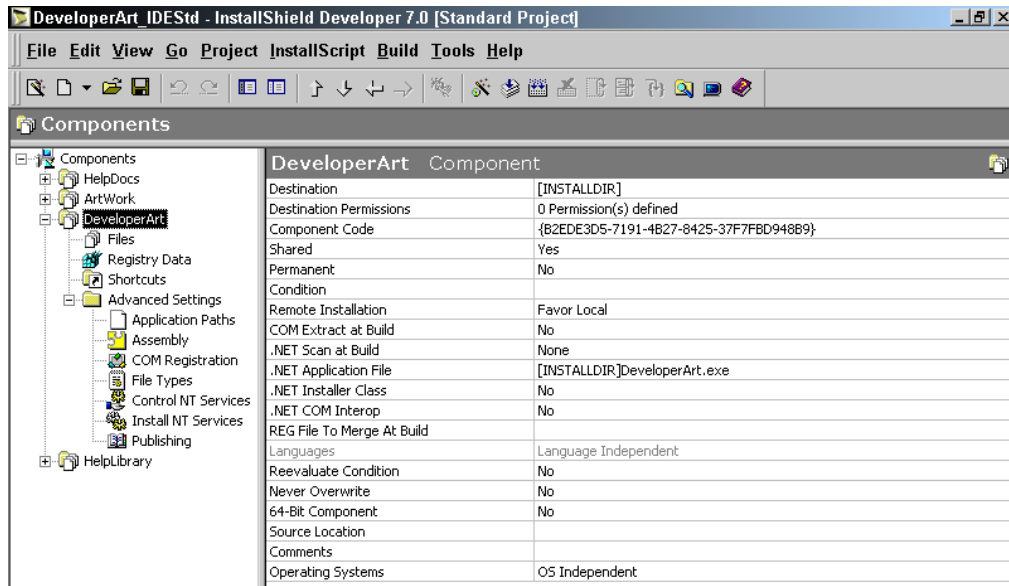 DeveloperArt_IDEStd - InstallShield Developer 7.0 [Standard Project]
File Edit View Go Project InstallScript Build Tools Help
Components
Components
HelpDocs
ArtWork
DeveloperArt
Files
Registry Data
Shortcuts
Advanced Settings
Application Paths
Assembly
COM Registration
File Types
Control NT Services
Install NT Services
Publishing
HelpLibrary
DeveloperArt Component
Destination [INSTALLDIR]
Destination Permissions 0 Permission(s) defined
Component Code {B2EDE3D5-7191-4B27-8425-37F7FBD948B9}
Shared Yes
Permanent No
Condition
Remote Installation Favor Local
COM Extract at Build No
.NET Scan at Build None
.NET Application File [INSTALLDIR]DeveloperArt.exe
.NET Installer Class No
.NET COM Interop No
REG File To Merge At Build
Languages Language Independent
Reevaluate Condition No
Never Overwrite No
64-Bit Component No
Source Location
Comments
Operating Systems OS Independent